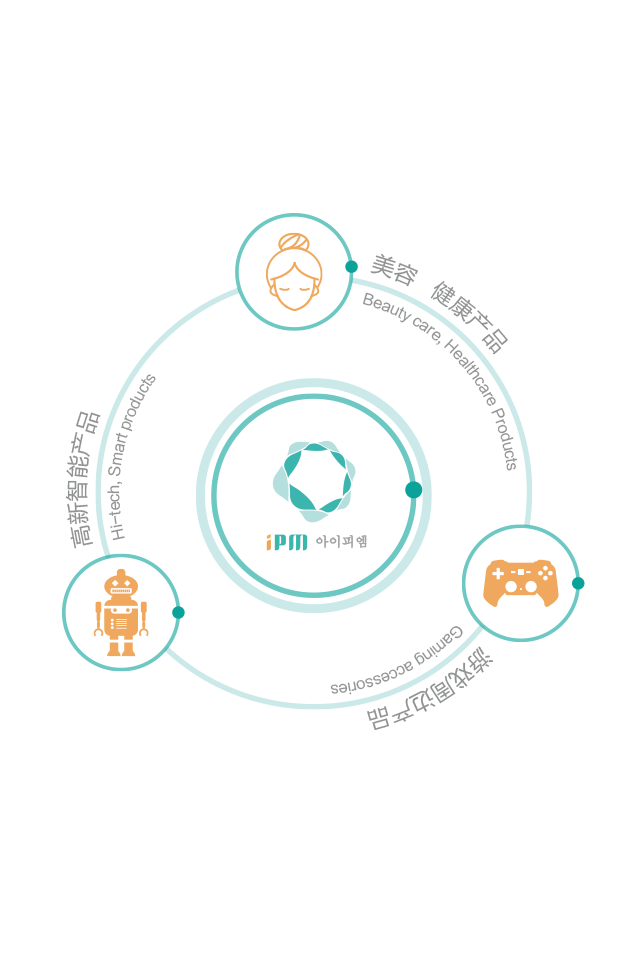 美容 健康产品
Beauty care, Healthcare Products
高新智能产品
Hi-tech, Smart products
iPM 아이피엠
Gaming accessories
游戏周边产品